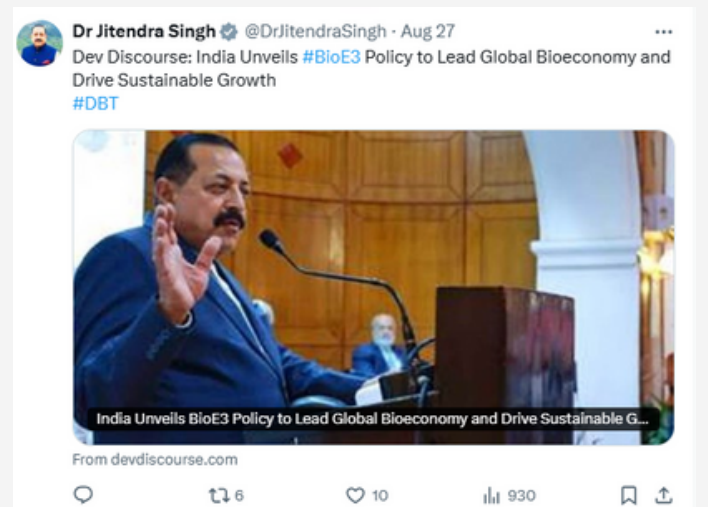 Dr Jitendra Singh @DrJitendraSingh · Aug 27
Dev Discourse: India Unveils #BioE3 Policy to Lead Global Bioeconomy and
Drive Sustainable Growth
#DBT
India Unveils BioE3 Policy to Lead Global Bioeconomy and Drive Sustainable G...
From devdiscourse.com
6 10 930